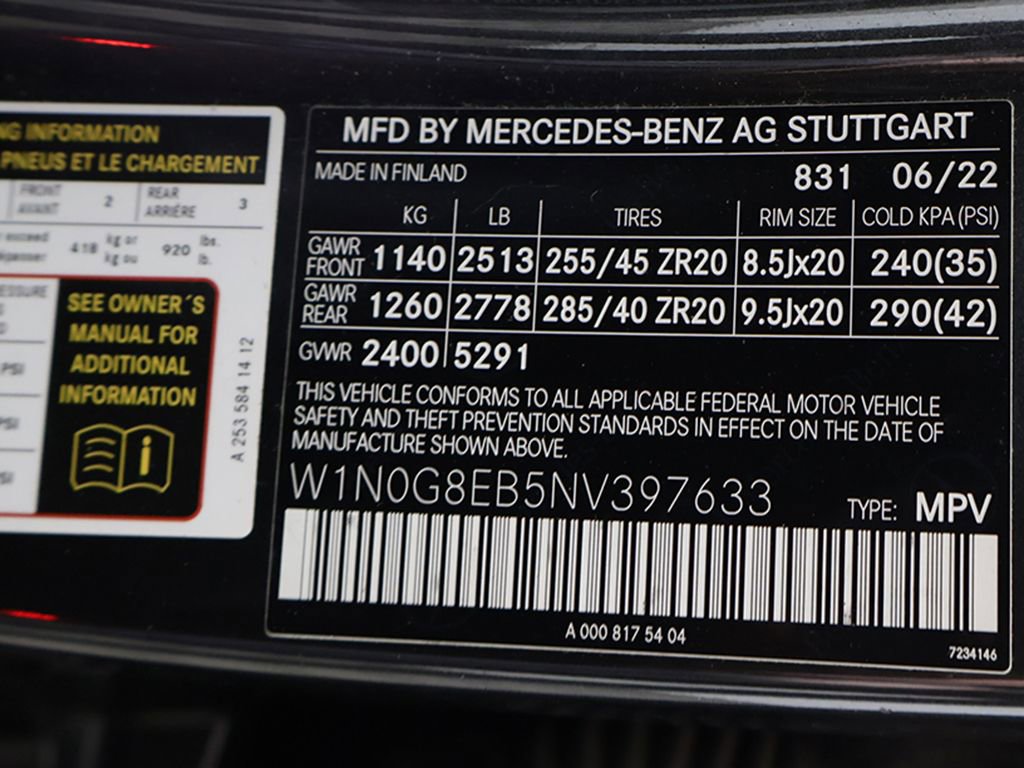 NG INFORMATION
PNEUS ET LE CHARGEMENT
FRONT
AVANT
2
REAR
ARRIÈRE
3
exceed
418
kg or
kg ou
920
lbs.
lb.
PSI
PSI
SEE OWNER´S
MANUAL FOR
ADDITIONAL
INFORMATION
A 253 584 14 12
MFD BY MERCEDES-BENZ AG STUTTGART
MADE IN FINLAND 831 06/22
KG LB TIRES RIM SIZE COLD KPA (PSI)
GAWR FRONT 1140 2513 255/45 ZR20 8.5Jx20 240(35)
GAWR REAR 1260 2778 285/40 ZR20 9.5Jx20 290(42)
GVWR 2400 5291
THIS VEHICLE CONFORMS TO ALL APPLICABLE FEDERAL MOTOR VEHICLE
SAFETY AND THEFT PREVENTION STANDARDS IN EFFECT ON THE DATE OF
MANUFACTURE SHOWN ABOVE.
W1N0G8EB5NV397633
TYPE: MPV
A 000 817 54 04
7234146